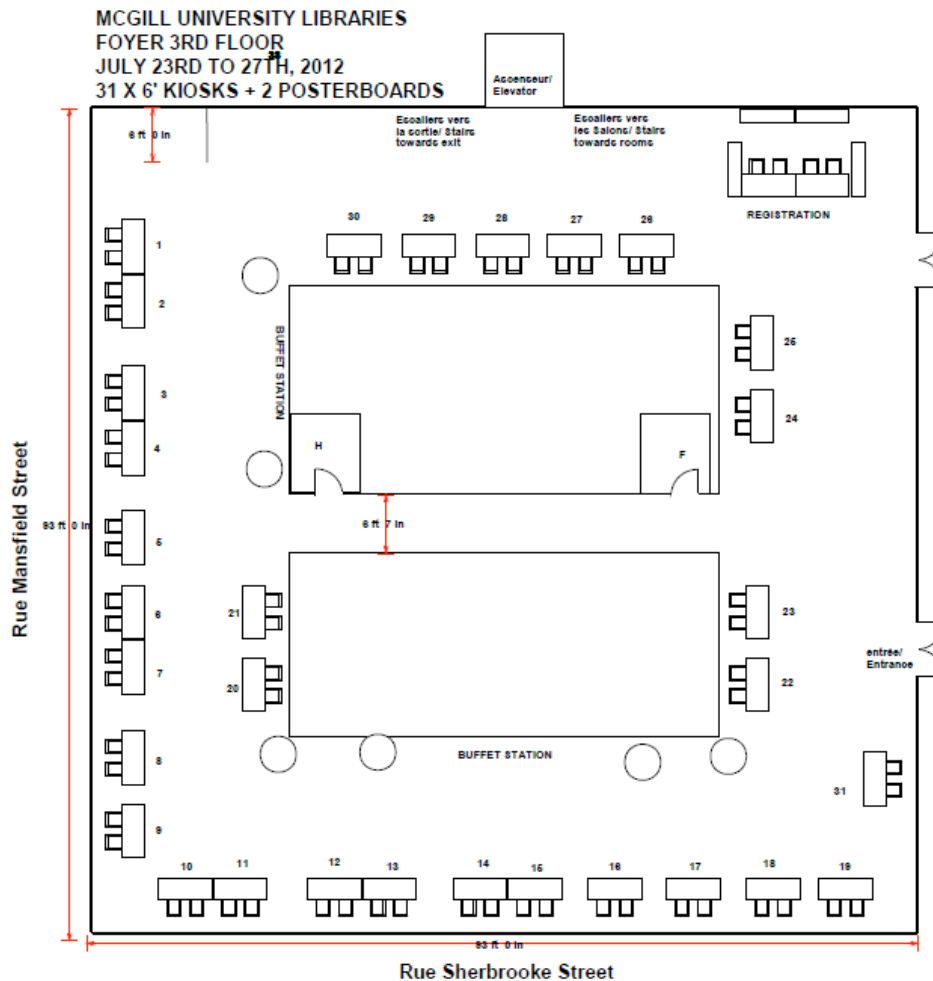 MCGILL UNIVERSITY LIBRARIES
FOYER 3RD FLOOR
JULY 23RD TO 27TH, 2012
31 X 6' KIOSKS + 2 POSTERBOARDS
Ascenseur/
Elevator
6 ft 0 in
Escaliers vers
la sortie/ Stairs
towards exit
Escaliers vers
les Salons/ Stairs
towards rooms
REGISTRATION
30
29
28
27
26
1
2
3
4
5
6
7
8
9
BUFFET STATION
25
24
H
F
6 ft 7 in
Rue Mansfield Street
93 ft 0 in
21
20
23
22
entrée/
Entrance
BUFFET STATION
31
10
11
12
13
14
15
16
17
18
19
93 ft 0 in
Rue Sherbrooke Street